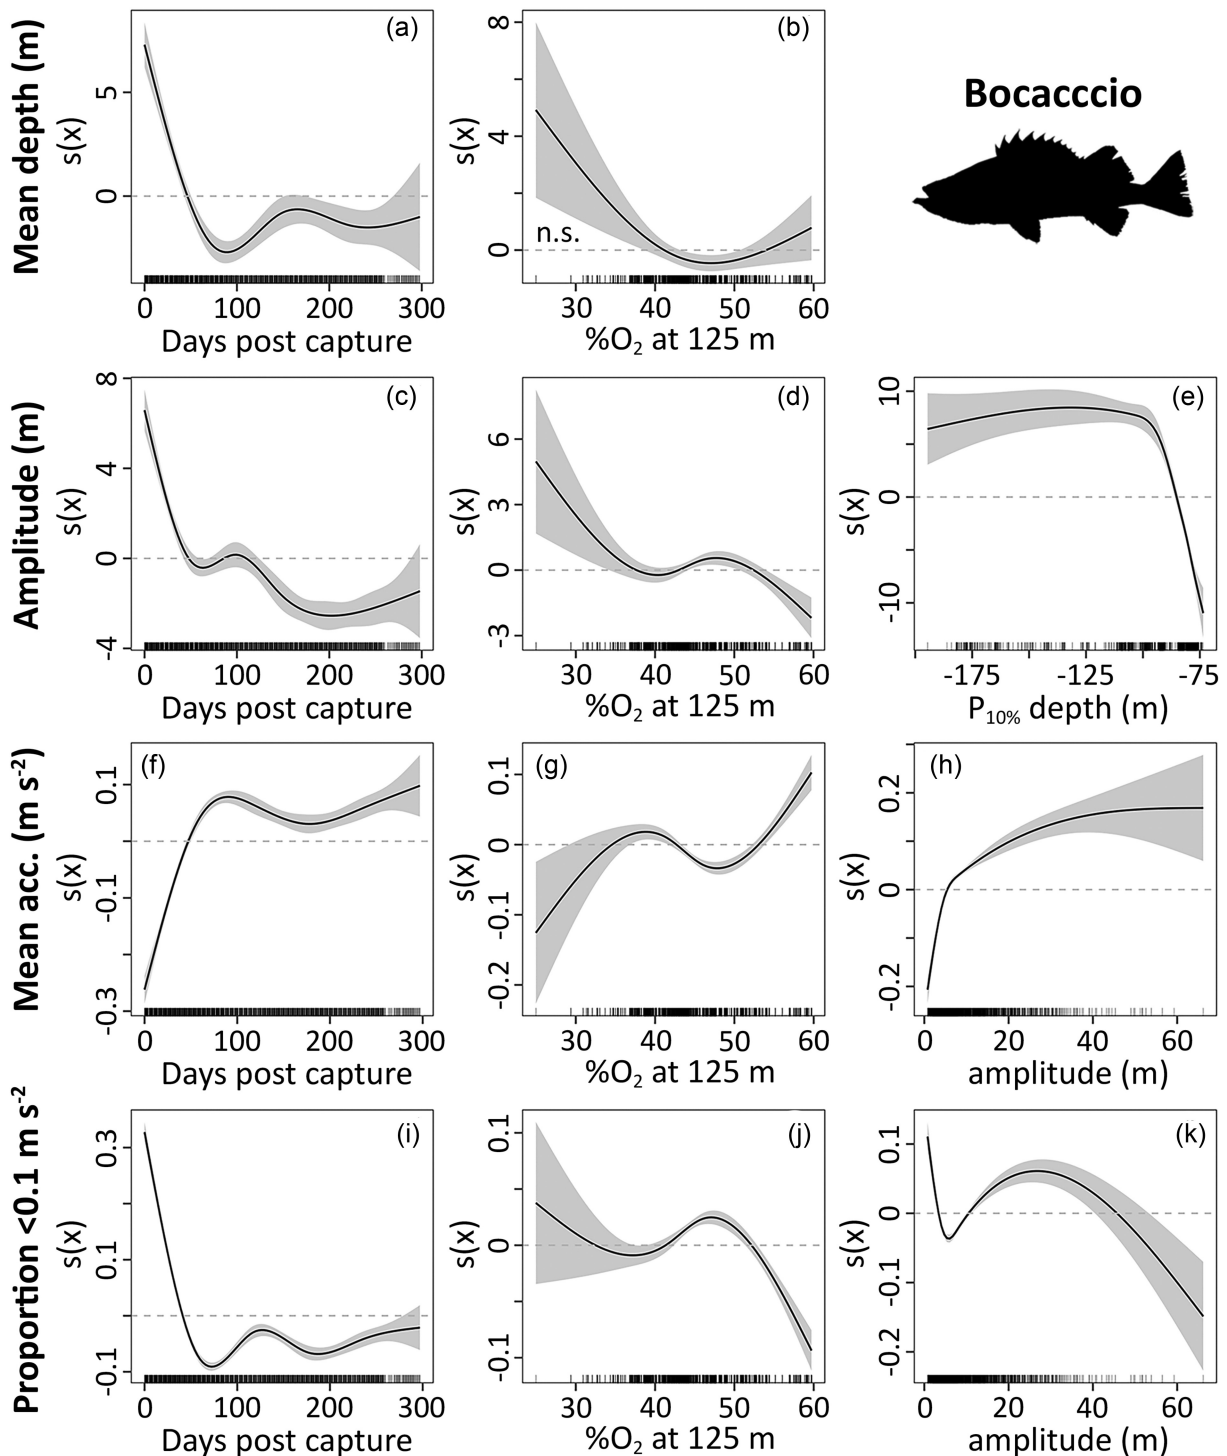 Mean depth (m)
s(x)
5
0
(a)
0 100 200 300
Days post capture
s(x)
8
4
0
(b)
n.s.
30 40 50 60
%O2 at 125 m
Bocacccio
Amplitude (m)
s(x)
8
4
0
-4
(c)
0 100 200 300
Days post capture
s(x)
6
3
0
-3
(d)
30 40 50 60
%O2 at 125 m
s(x)
10
0
-10
(e)
-175 -125 -75
P10% depth (m)
Mean acc. (m s-2)
s(x)
0.1
-0.1
-0.3
(f)
0 100 200 300
Days post capture
s(x)
0.1
0
-0.1
-0.2
(g)
30 40 50 60
%O2 at 125 m
s(x)
0.2
0
-0.2
(h)
0 20 40 60
amplitude (m)
Proportion <0.1 m s-2
s(x)
0.3
0.1
-0.1
(i)
0 100 200 300
Days post capture
s(x)
0.1
0
-0.1
(j)
30 40 50 60
%O2 at 125 m
s(x)
0.1
0
-0.1
-0.2
(k)
0 20 40 60
amplitude (m)